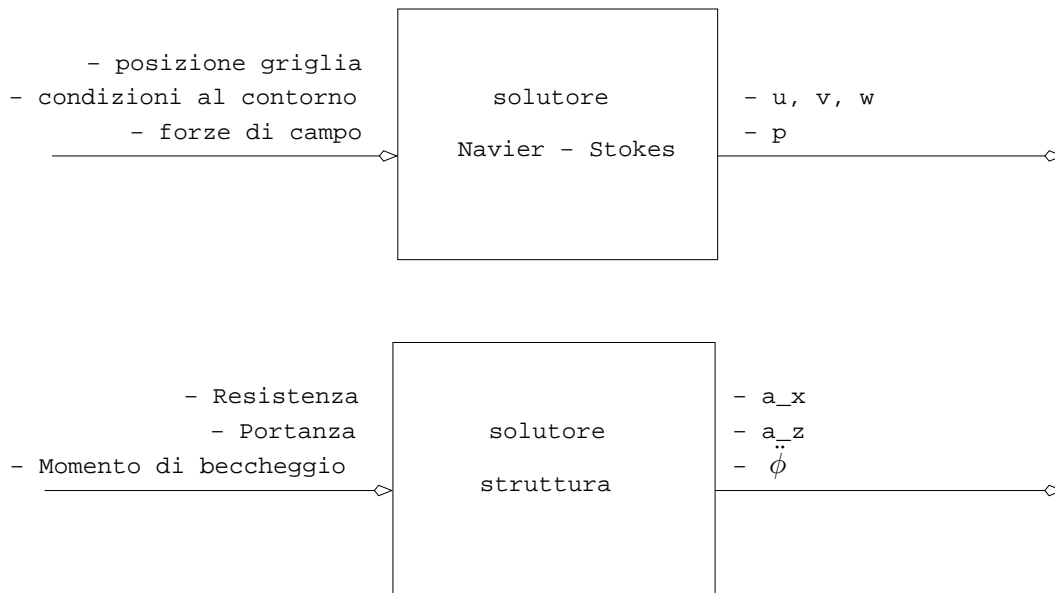 – posizione griglia
– condizioni al contorno
– forze di campo
solutore
Navier – Stokes
– u, v, w
– p
– Resistenza
– Portanza
– Momento di beccheggio
solutore
struttura
– a_x
– a_z
– φ̈